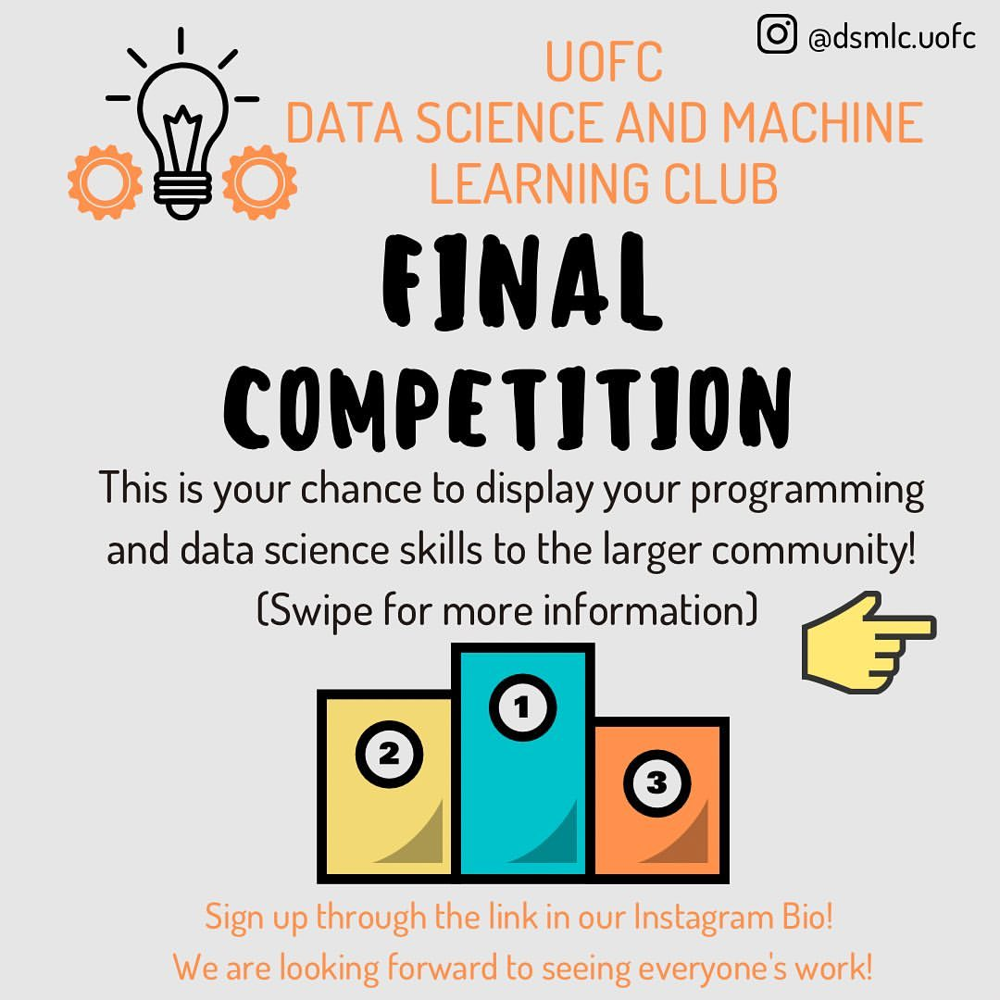 @dsmlc.uofc
UOFC
DATA SCIENCE AND MACHINE
LEARNING CLUB
FINAL
COMPETITION
This is your chance to display your programming
and data science skills to the larger community!
(Swipe for more information)
1
2
3
Sign up through the link in our Instagram Bio!
We are looking forward to seeing everyone's work!